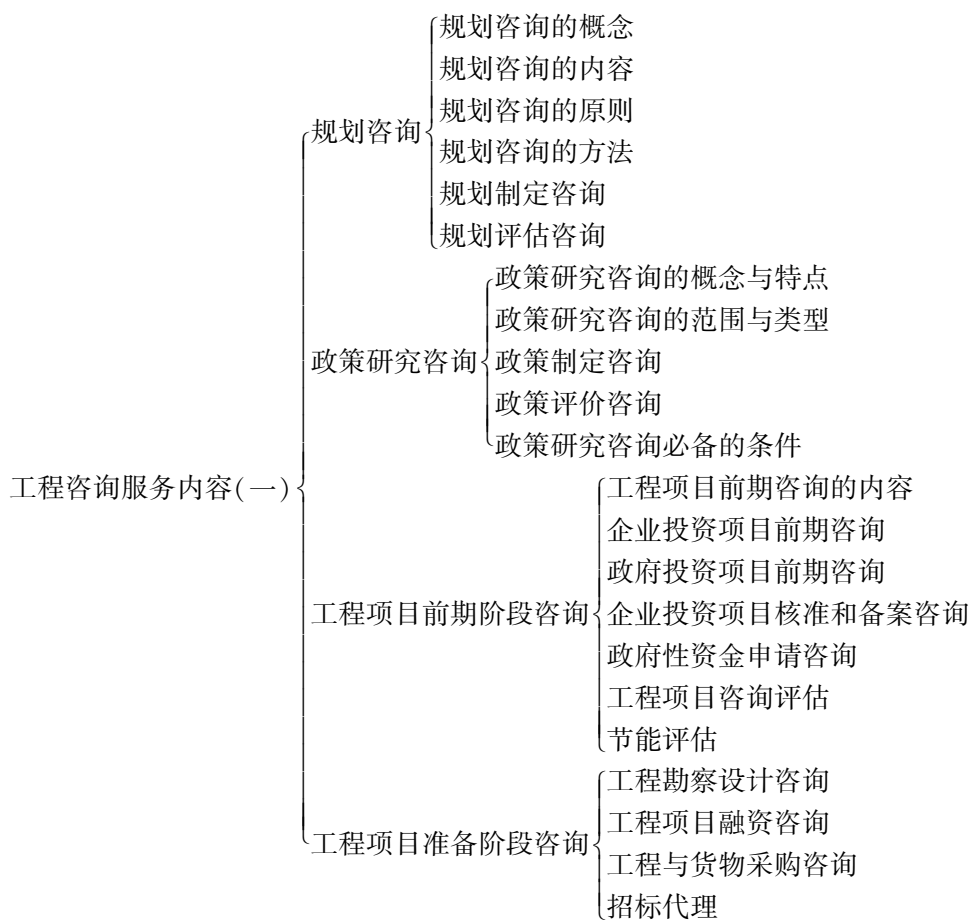 工程咨询服务内容(一)
规划咨询
规划咨询的概念
规划咨询的内容
规划咨询的原则
规划咨询的方法
规划制定咨询
规划评估咨询
政策研究咨询
政策研究咨询的概念与特点
政策研究咨询的范围与类型
政策制定咨询
政策评价咨询
政策研究咨询必备的条件
工程项目前期阶段咨询
工程项目前期咨询的内容
企业投资项目前期咨询
政府投资项目前期咨询
企业投资项目核准和备案咨询
政府性资金申请咨询
工程项目咨询评估
节能评估
工程项目准备阶段咨询
工程勘察设计咨询
工程项目融资咨询
工程与货物采购咨询
招标代理